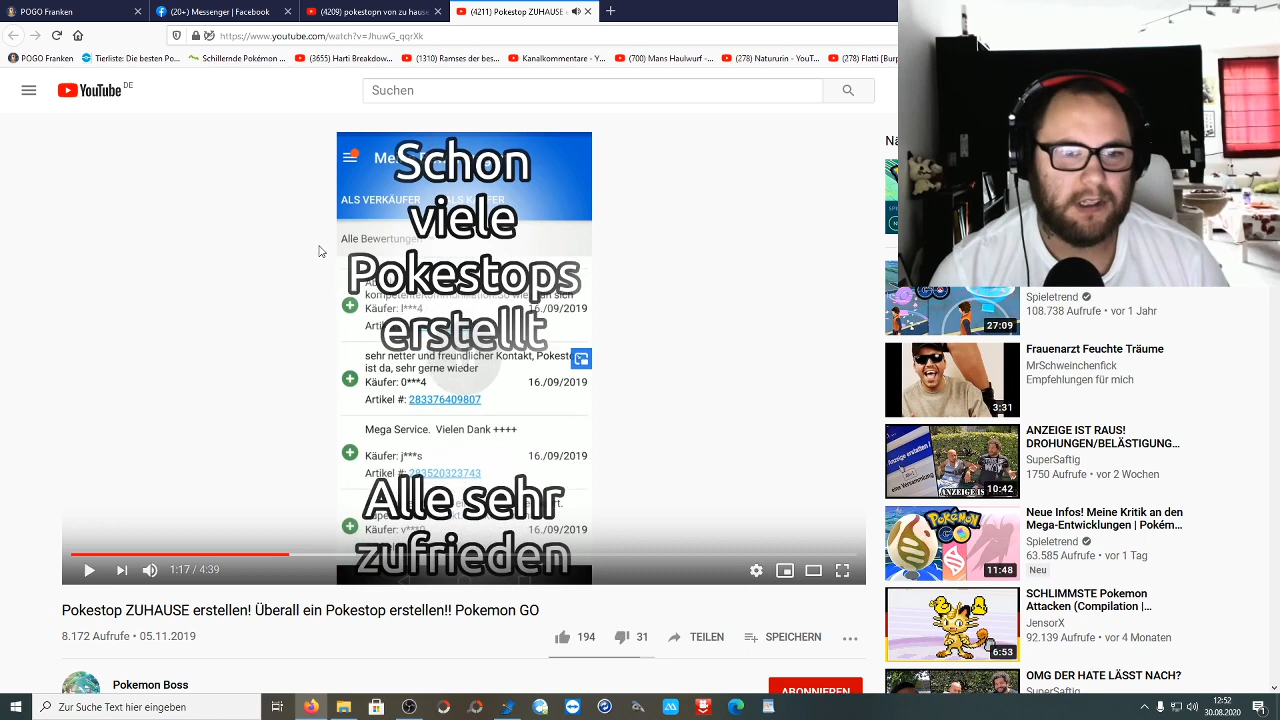 POGO Franken
(20+) Messenger | Facebook
(4209) pokestopn von zu hause
(4211) Pokestop ZUHAUSE
https://www.youtube.com/watch?v=JhuwG_qqrXk
POGO Franken
Tierliste: Die besten Po...
Schillernde Pokémon ...
(3655) Harti Breakdow...
(1310) Ramses der bes...
Kanalkommentare - Y...
(700) Mans Haulwurf - ...
(278) Natururin - YouT...
(278) Flatti [Burg
YouTube DE
Suchen
Schon
viele
Pokestops
erstellt
ALS VERKÄUFER
ALS KÄUFER
Alle Bewertungen
Käufer: l***4
16/09/2019
sehr netter und freundlicher Kontakt, Pokestop
ist da, sehr gerne wieder
Käufer: 0***4
16/09/2019
Artikel #: 283376409807
Mega Service. Vielen Dank ++++
Käufer: j***s
16/09/2019
Artikel #: 283520323743
Alle sehr
zufrieden
16/09/2019
1:17 / 4:39
Pokestop ZUHAUSE erstellen! Überall ein Pokestop erstellen!! Pokemon GO
8.172 Aufrufe • 05.11.2019
194
31
TEILEN
SPEICHERN
Pokemon Boss
ABONNIEREN
Spieletrend
108.738 Aufrufe • vor 1 Jahr
27:09
Frauenarzt Feuchte Träume
MrSchweinchenfick
Empfehlungen für mich
3:31
ANZEIGE IST RAUS!
DROHUNGEN/BELÄSTIGUNG...
SuperSaftig
1750 Aufrufe • vor 2 Wochen
10:42
Neue Infos! Meine Kritik an den
Mega-Entwicklungen | Pokém...
Spieletrend
63.585 Aufrufe • vor 1 Tag
Neu
11:48
SCHLIMMSTE Pokemon
Attacken (Compilation |...
JensorX
92.139 Aufrufe • vor 4 Monaten
6:53
OMG DER HATE LÄSST NACH?
SuperSaftig
Zur Suche Text hier eingeben
12:52
30.08.2020